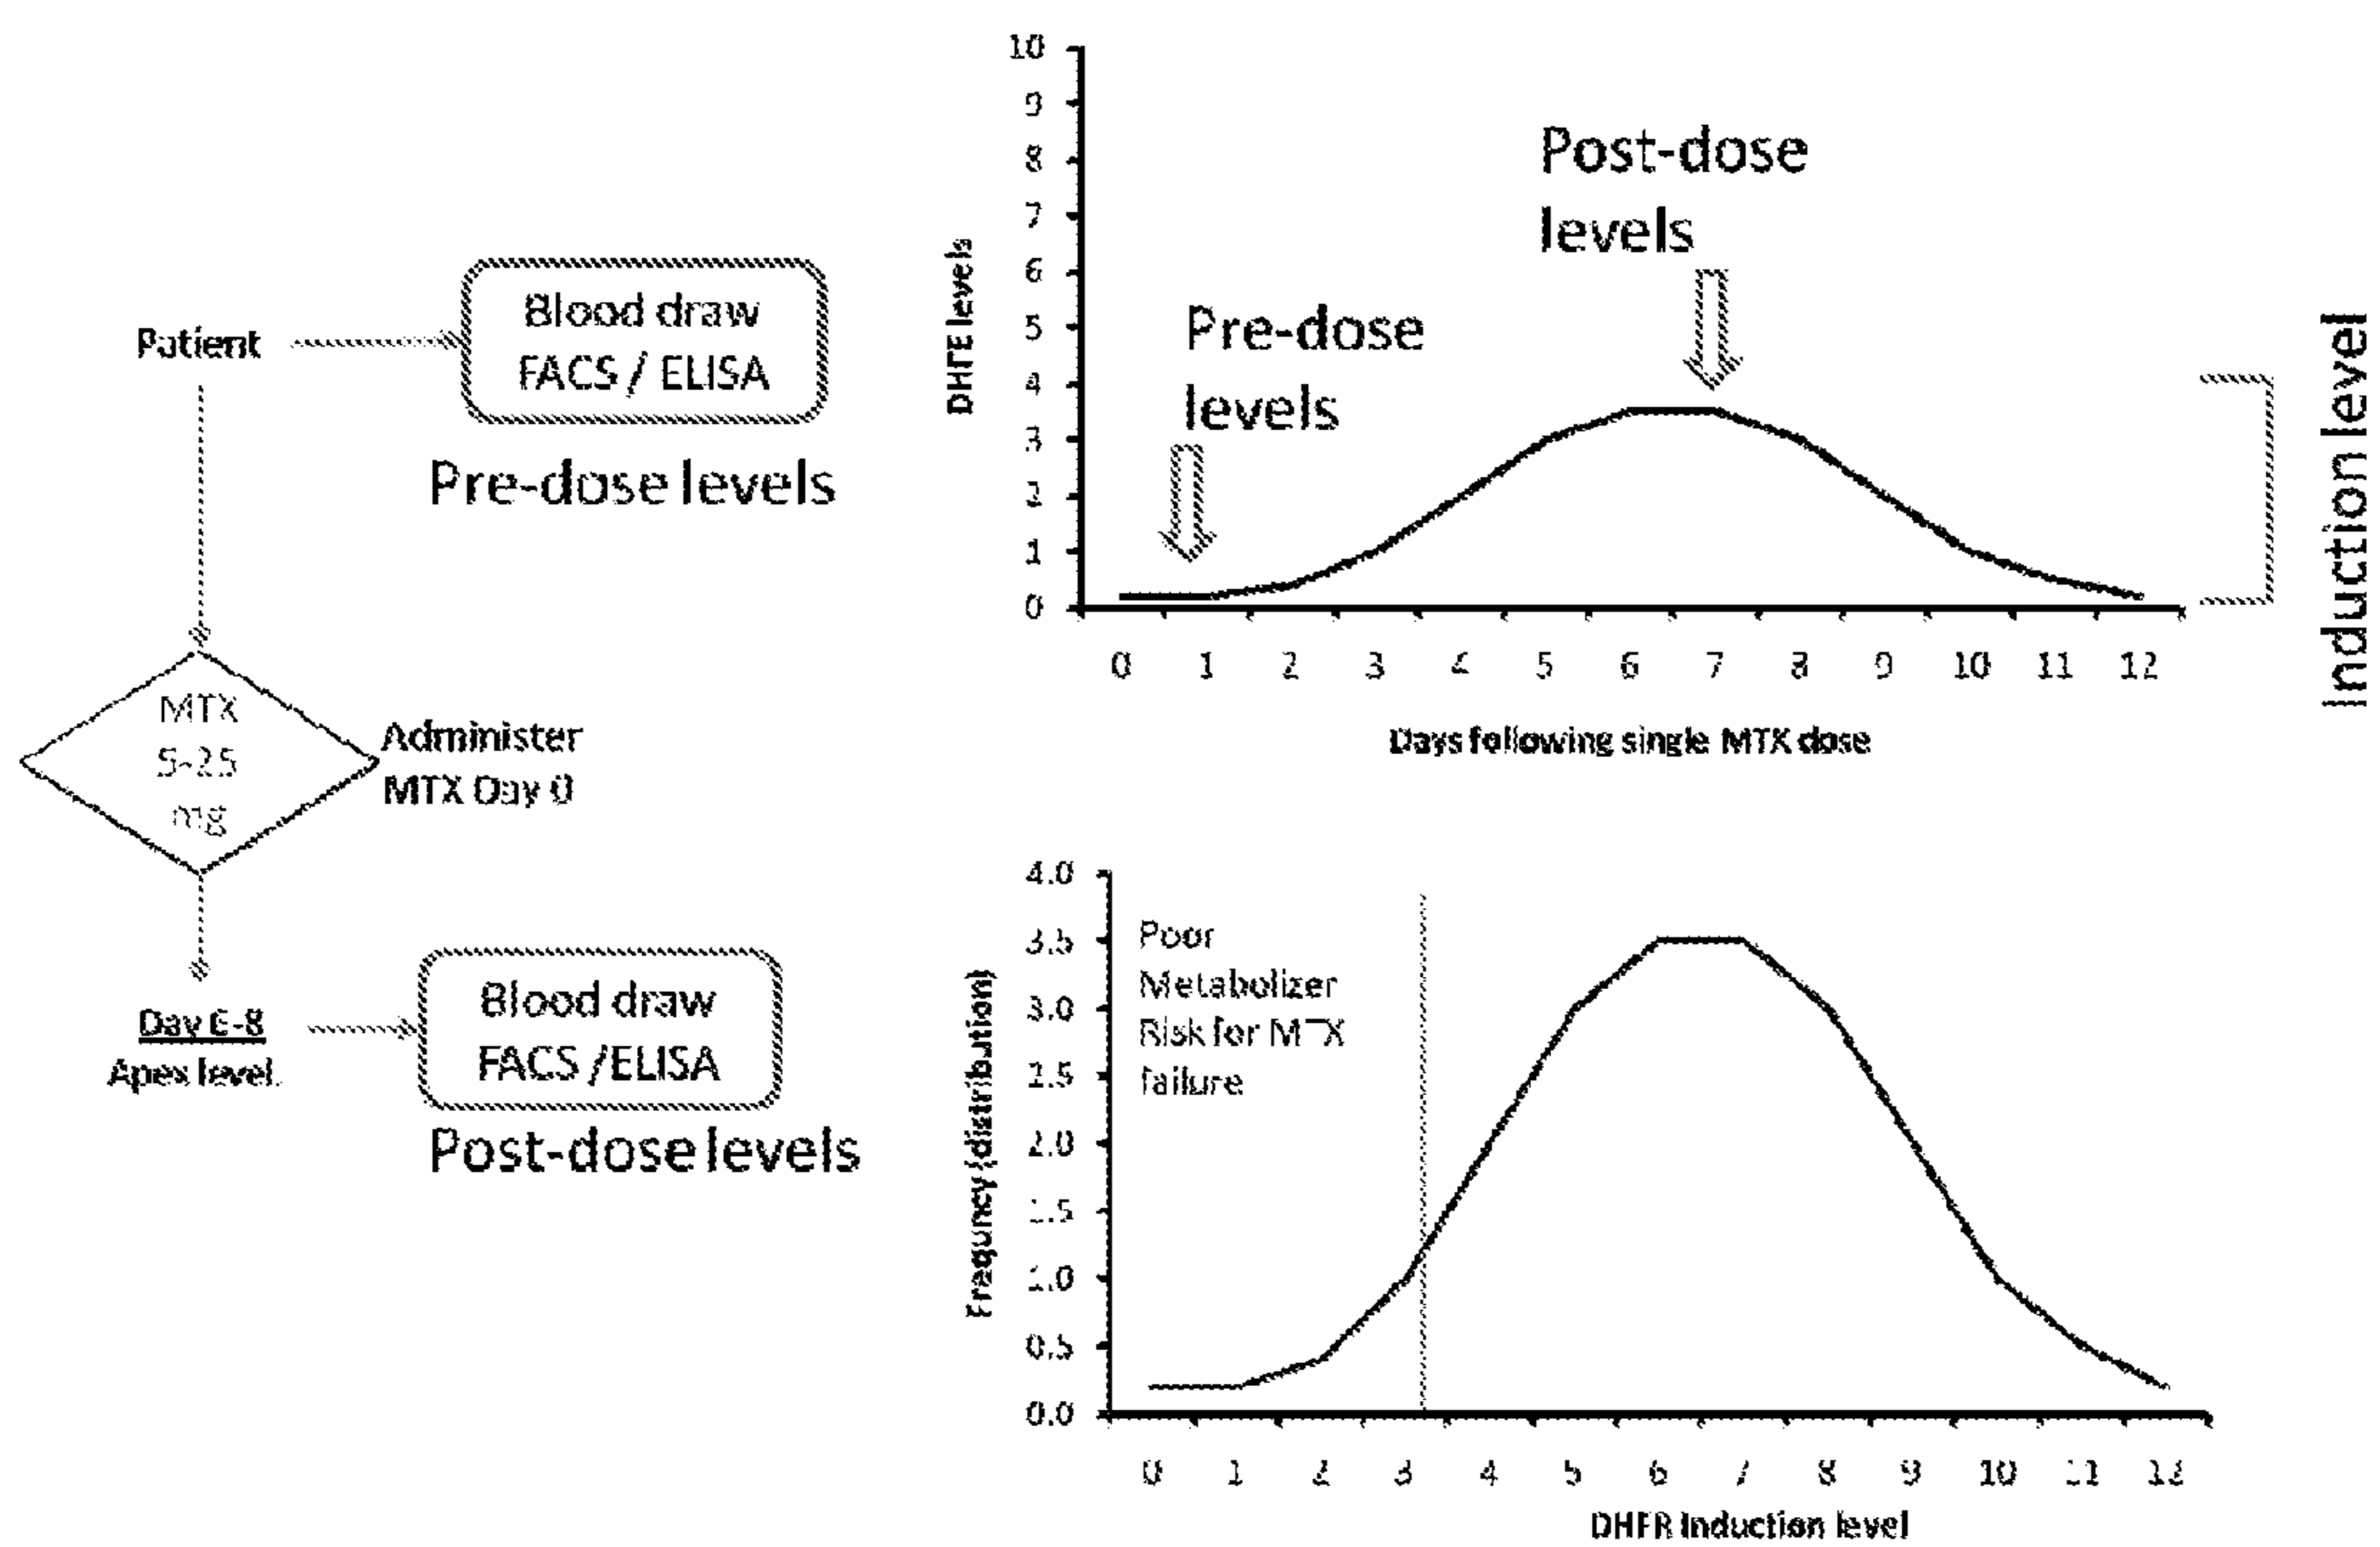 Patient
Blood draw
FACS / ELISA
Pre-dose levels
MTX
5-25
mg
Administer
MTX Day 0
Day 6-8
Apex level.
Blood draw
FACS /ELISA
Post-dose levels
10
9
8
7
6
5
4
3
2
1
0
levels
Pre-dose
levels
Post-dose
levels
Induction level
0 1 2 3 4 5 6 7 8 9 10 11 12
Days following single MTX dose
4.0
3.5
3.0
2.5
2.0
1.5
1.0
0.5
0.0
Frequncy (distribution)
Poor
Metabolizer
Risk for MTX
failure
0 1 2 3 4 5 6 7 8 9 10 11 12
DHFR Induction level